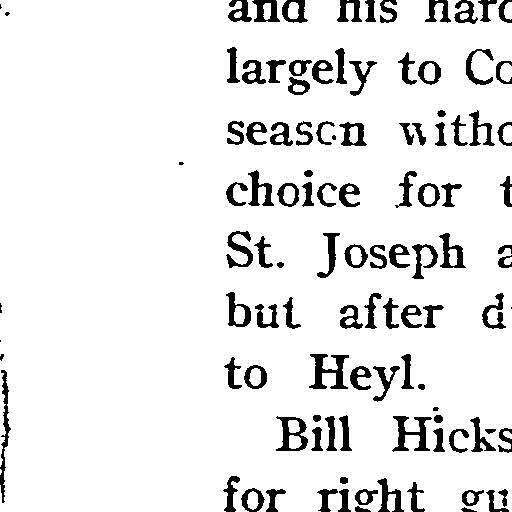 and his hard
largely to Co
season witho
choice for t
St. Joseph a
but after d
to Heyl.
Bill Hicks
for right gu